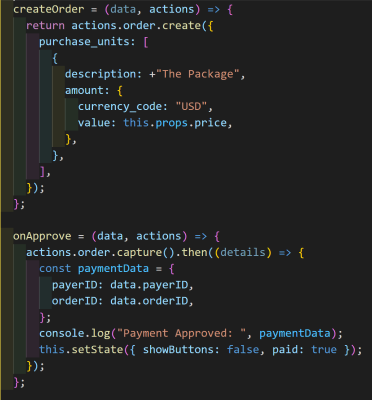 createOrder = (data, actions) => {
return actions.order.create({
purchase_units: [
{
description: +"The Package",
amount: {
currency_code: "USD",
value: this.props.price,
},
},
],
});
};
onApprove = (data, actions) => {
actions.order.capture().then((details) => {
const paymentData = {
payerID: data.payerID,
orderID: data.orderID,
};
console.log("Payment Approved: ", paymentData);
this.setState({ showButtons: false, paid: true });
});
};